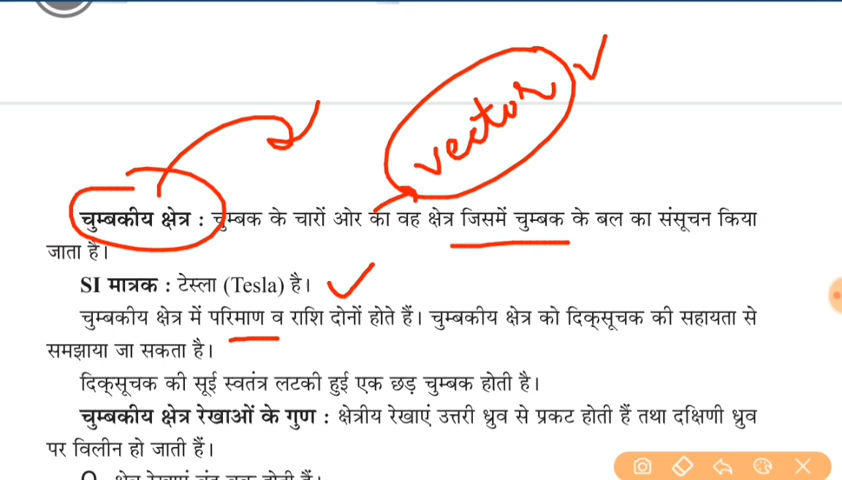 vector
चुम्बकीय क्षेत्र : चुम्बक के चारों ओर का वह क्षेत्र जिसमें चुम्बक के बल का संसूचन किया
जाता है।
SI मात्रक : टेस्ला (Tesla) है।
चुम्बकीय क्षेत्र में परिमाण व राशि दोनों होते हैं। चुम्बकीय क्षेत्र को दिक्‌सूचक की सहायता से
समझाया जा सकता है।
दिक्‌सूचक की सूई स्वतंत्र लटकी हुई एक छड़ चुम्बक होती है।
चुम्बकीय क्षेत्र रेखाओं के गुण : क्षेत्रीय रेखाएं उत्तरी ध्रुव से प्रकट होती हैं तथा दक्षिणी ध्रुव
पर विलीन हो जाती हैं।